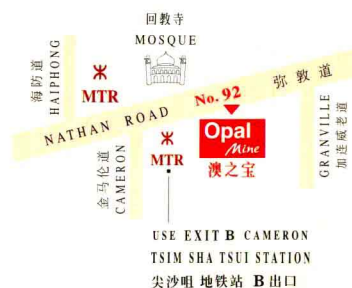 回教寺
MOSQUE
海防道
HAIPHONG
MTR
No. 92
弥敦道
NATHAN ROAD
Opal
Mine
澳之宝
MTR
金马伦道
CAMERON
GRANVILLE
加连威老道
USE EXIT B CAMERON
TSIM SHA TSUI STATION
尖沙咀 地铁站 B出口